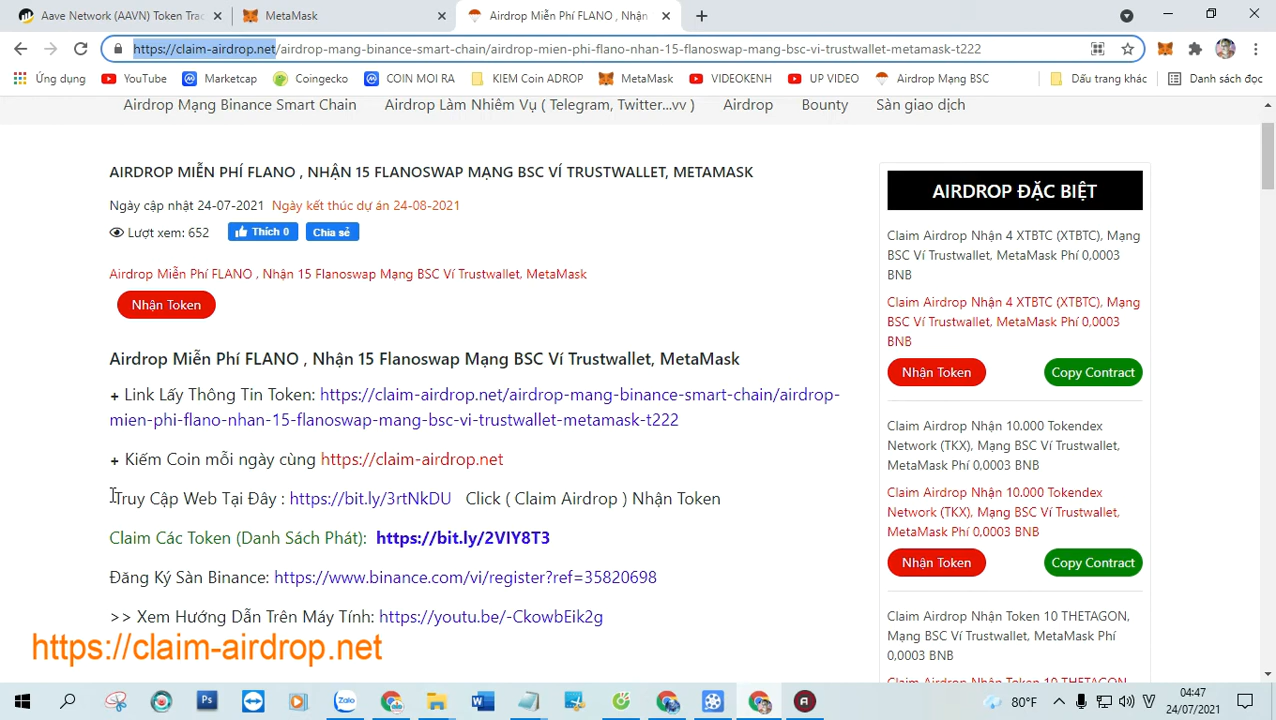 Aave Network (AAVN) Token Trac
MetaMask
Airdrop Miễn Phí FLANO , Nhận
https://claim-airdrop.net/airdrop-mang-binance-smart-chain/airdrop-mien-phi-flano-nhan-15-flanoswap-mang-bsc-vi-trustwallet-metamask-t222
Ứng dụng
YouTube
Marketcap
Coingecko
COIN MOI RA
KIEM Coin ADROP
MetaMask
VIDEOKENH
UP VIDEO
Airdrop Mạng BSC
Dấu trang khác
Danh sách đọc
Airdrop Mạng Binance Smart Chain
Airdrop Làm Nhiêm Vụ ( Telegram, Twitter...vv )
Airdrop
Bounty
Sàn giao dịch
AIRDROP MIỄN PHÍ FLANO , NHẬN 15 FLANOSWAP MẠNG BSC VÍ TRUSTWALLET, METAMASK
Ngày cập nhật 24-07-2021 Ngày kết thúc dự án 24-08-2021
Lượt xem: 652
Thích 0
Chia sẻ
Airdrop Miễn Phí FLANO , Nhận 15 Flanoswap Mạng BSC Ví Trustwallet, MetaMask
Nhận Token
Airdrop Miễn Phí FLANO , Nhận 15 Flanoswap Mạng BSC Ví Trustwallet, MetaMask
+ Link Lấy Thông Tin Token: https://claim-airdrop.net/airdrop-mang-binance-smart-chain/airdrop-
mien-phi-flano-nhan-15-flanoswap-mang-bsc-vi-trustwallet-metamask-t222
+ Kiếm Coin mỗi ngày cùng https://claim-airdrop.net
Truy Cập Web Tại Đây : https://bit.ly/3rtNkDU Click ( Claim Airdrop ) Nhận Token
Claim Các Token (Danh Sách Phát): https://bit.ly/2VIY8T3
Đăng Ký Sàn Binance: https://www.binance.com/vi/register?ref=35820698
>> Xem Hướng Dẫn Trên Máy Tính: https://youtu.be/-CkowbEik2g
https://claim-airdrop.net
AIRDROP ĐẶC BIỆT
Claim Airdrop Nhận 4 XTBTC (XTBTC), Mạng
BSC Ví Trustwallet, MetaMask Phí 0,0003
BNB
Claim Airdrop Nhận 4 XTBTC (XTBTC), Mạng
BSC Ví Trustwallet, MetaMask Phí 0,0003
BNB
Nhận Token
Copy Contract
Claim Airdrop Nhận 10.000 Tokendex
Network (TKX), Mạng BSC Ví Trustwallet,
MetaMask Phí 0,0003 BNB
Claim Airdrop Nhận 10.000 Tokendex
Network (TKX), Mạng BSC Ví Trustwallet,
MetaMask Phí 0,0003 BNB
Nhận Token
Copy Contract
Claim Airdrop Nhận Token 10 THETAGON,
Mạng BSC Ví Trustwallet, MetaMask Phí
0,0003 BNB
Claim Airdrop Nhận Token 10 THETAGON,
Ps
Zalo
80°F
04:47
24/07/2021